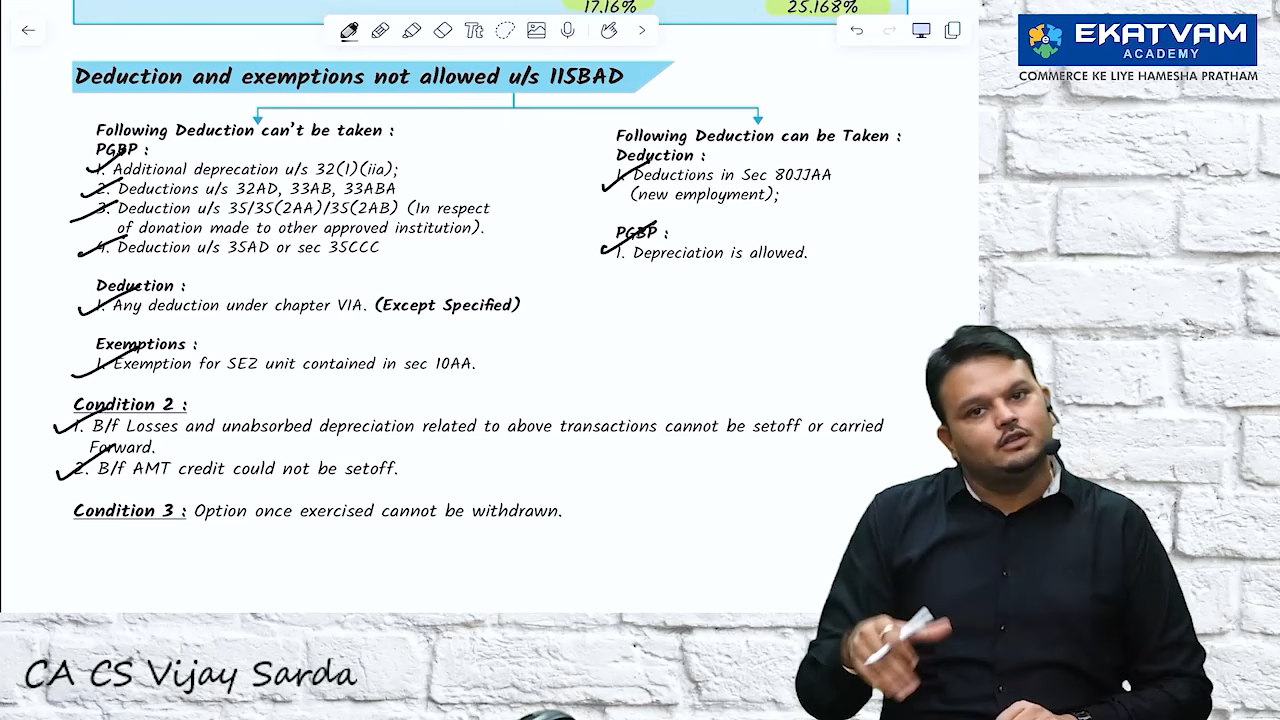 17.16%
25.168%
EKATVAM
ACADEMY
COMMERCE KE LIYE HAMESHA PRATHAM
Deduction and exemptions not allowed u/s 115BAD
Following Deduction can't be taken :
PGBP :
1. Additional deprecation u/s 32(1)(iia);
2. Deductions u/s 32AD, 33AB, 33ABA
3. Deduction u/s 35/35(2AA)/35(2AB) (In respect
of donation made to other approved institution).
4. Deduction u/s 35AD or sec 35CCC
Deduction :
1. Any deduction under chapter VIA. (Except Specified)
Exemptions :
1. Exemption for SEZ unit contained in sec 10AA.
Following Deduction can be Taken :
Deduction :
1. Deductions in Sec 80JJAA
(new employment);
PGBP :
1. Depreciation is allowed.
Condition 2 :
1. B/f Losses and unabsorbed depreciation related to above transactions cannot be setoff or carried
Forward.
2. B/f AMT credit could not be setoff.
Condition 3 : Option once exercised cannot be withdrawn.
CA CS Vijay Sarda